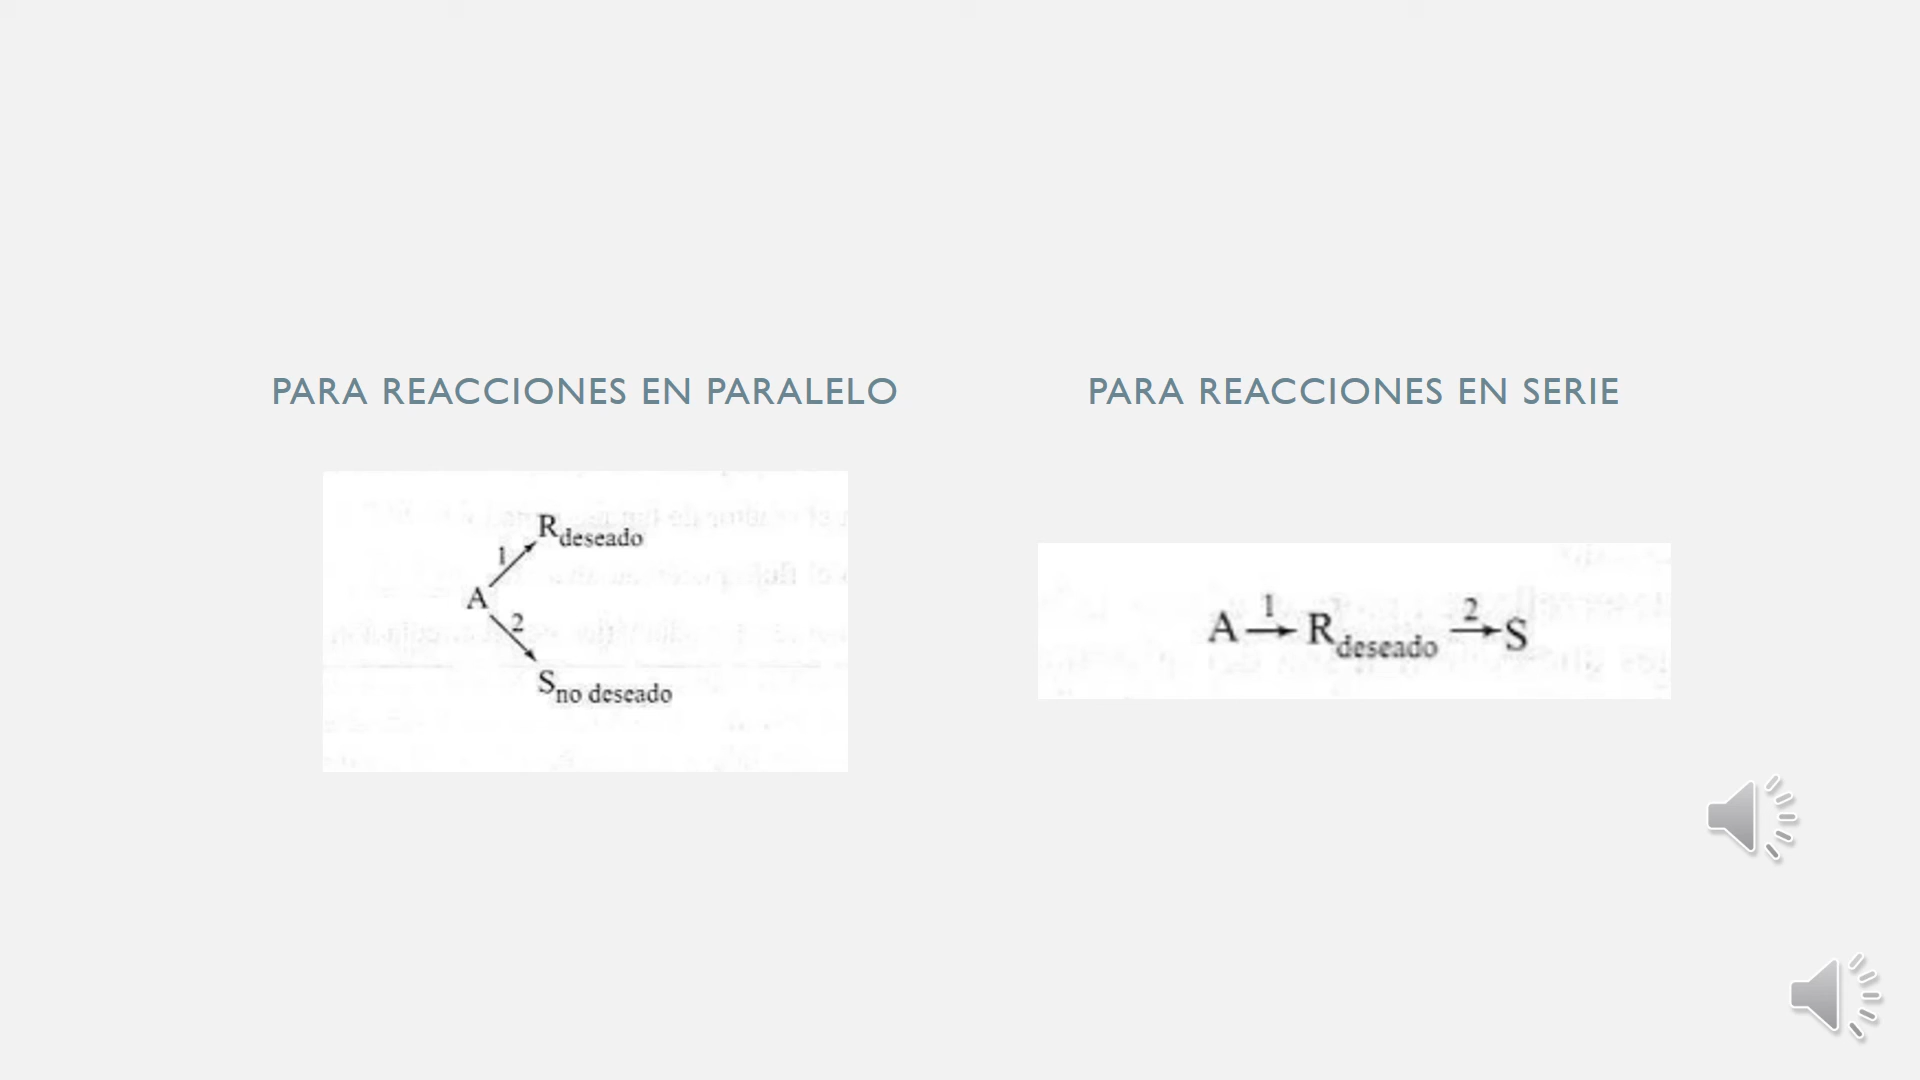 PARA REACCIONES EN PARALELO
R deseado
1
A
2
S no deseado
PARA REACCIONES EN SERIE
A 1 R deseado 2 S